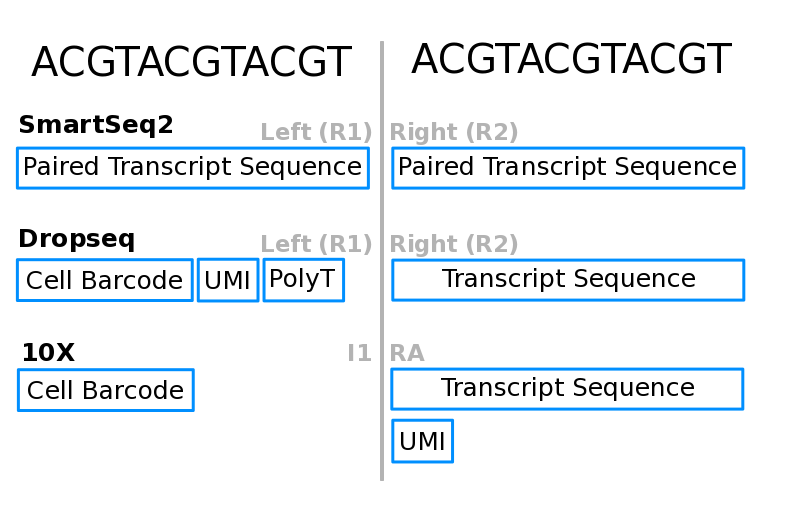 ACGTACGTACGT ACGTACGTACGT
SmartSeq2 Left (R1) Right (R2)
Paired Transcript Sequence Paired Transcript Sequence
Dropseq Left (R1) Right (R2)
Cell Barcode UMI PolyT Transcript Sequence
10X I1 RA
Cell Barcode Transcript Sequence
UMI